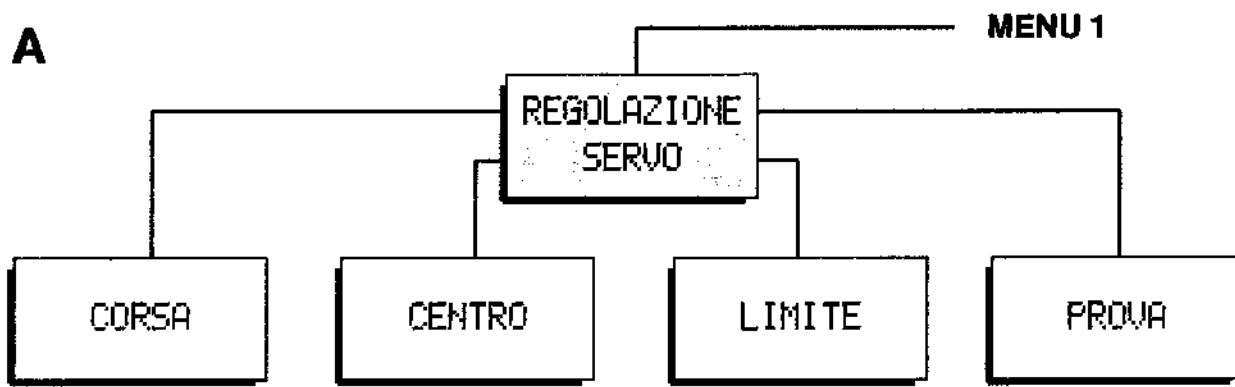 A
MENU 1
REGOLAZIONE
SERVO
CORSA
CENTRO
LIMITE
PROVA